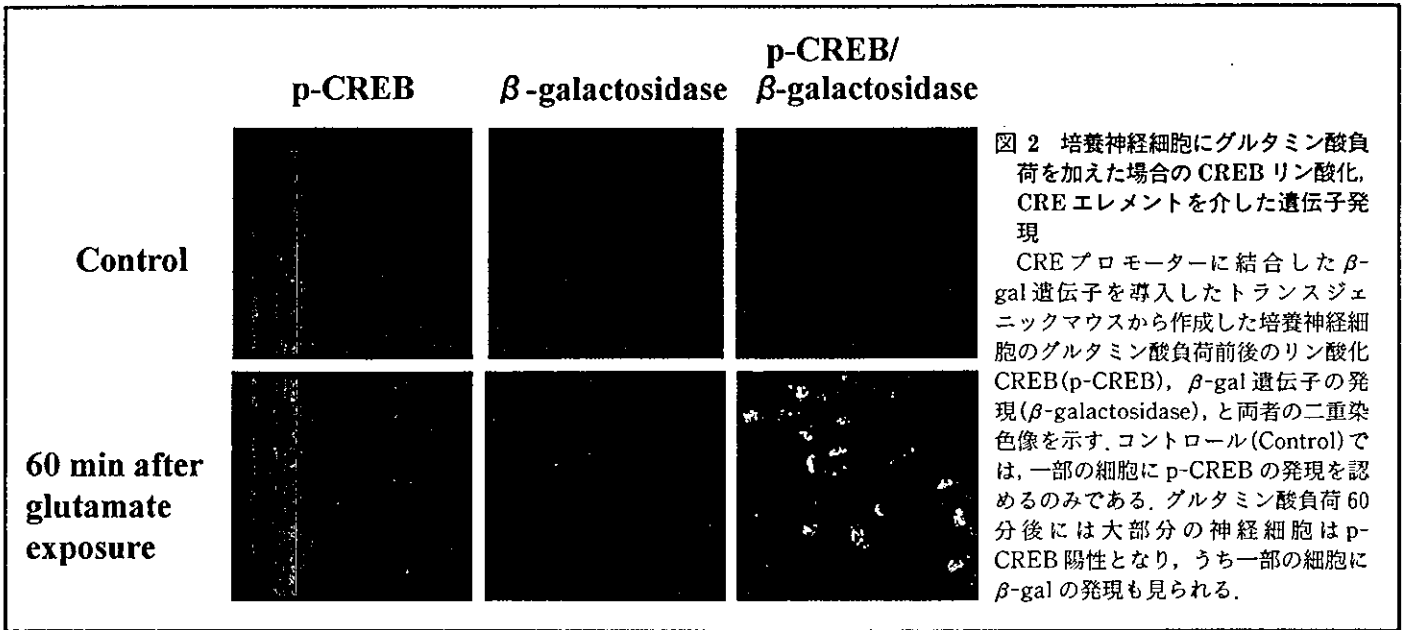 p-CREB
β-galactosidase
p-CREB/
β-galactosidase
Control
60 min after
glutamate
exposure
図 2 培養神経細胞にグルタミン酸負
荷を加えた場合の CREB リン酸化,
CRE エレメントを介した遺伝子発
現
CRE プロモーターに結合した β-
gal 遺伝子を導入したトランスジェ
ニックマウスから作成した培養神経細
胞のグルタミン酸負荷前後のリン酸化
CREB(p-CREB), β-gal 遺伝子の発
現(β-galactosidase), と両者の二重染
色像を示す. コントロール(Control)で
は, 一部の細胞に p-CREB の発現を認
めるのみである. グルタミン酸負荷 60
分後には大部分の神経細胞は p-
CREB 陽性となり, うち一部の細胞に
β-gal の発現も見られる.